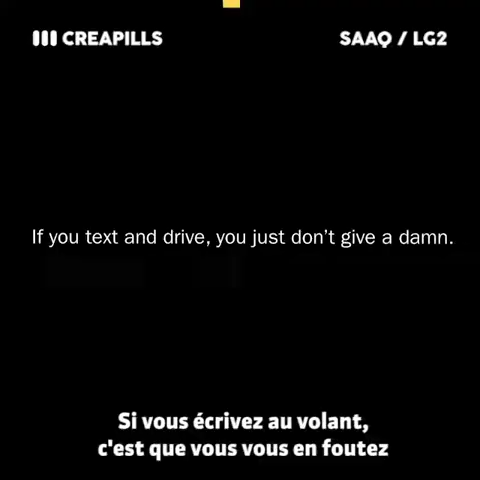 CREAPILLS
SAAQ / LG2
If you text and drive, you just don't give a damn.
Si vous écrivez au volant,
c'est que vous vous en foutez